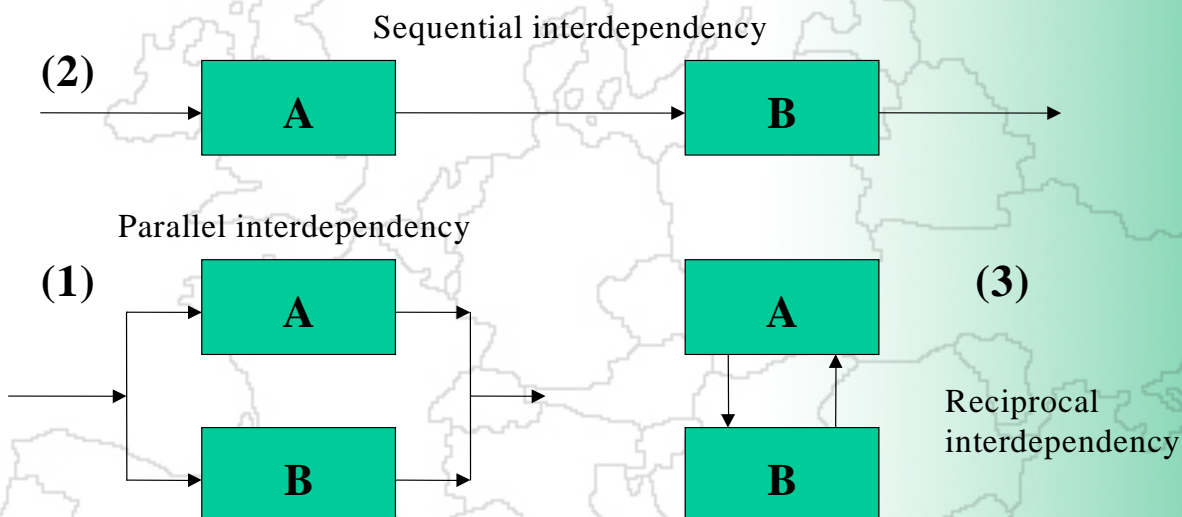 Sequential interdependency
(2)
A
B
Parallel interdependency
(1)
A
A
(3)
Reciprocal
interdependency
B
B